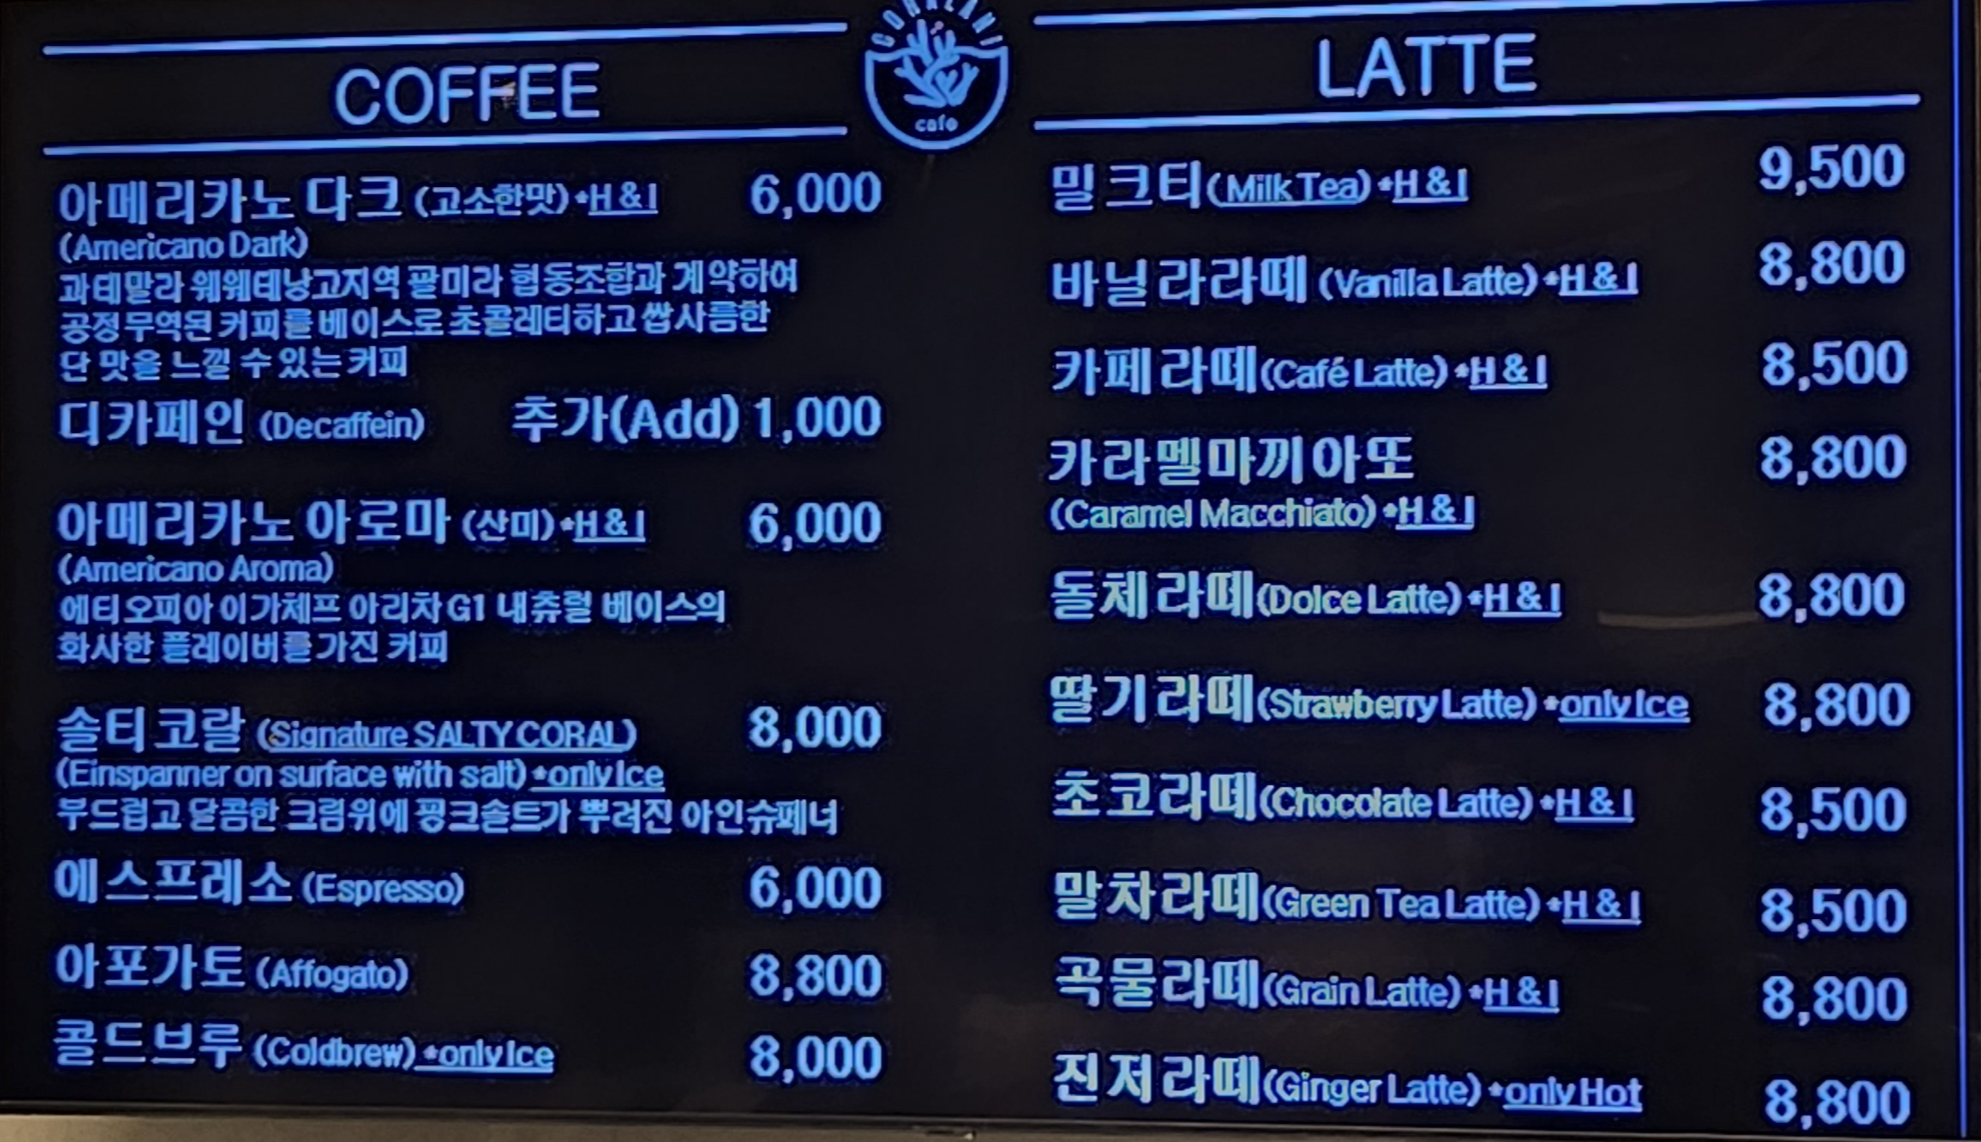 COFFEE
아메리카노 다크 (고소한맛) *H & I 6,000
(Americano Dark)
과테말라 웨웨테낭고지역 팔미라 협동조합과 계약하여
공정무역된 커피를 베이스로 초콜레티하고 쌉사름한
단 맛을 느낄 수 있는 커피
디카페인 (Decaffein) 추가(Add) 1,000
아메리카노 아로마 (산미) *H & I 6,000
(Americano Aroma)
에티오피아 이가체프 아리차 G1 내츄럴 베이스의
화사한 플레이버를 가진 커피
솔티 코랄 (Signature SALTY CORAL) 8,000
(Einspanner on surface with salt) *only Ice
부드럽고 달콤한 크림위에 핑크솔트가 뿌려진 아인슈페너
에스프레소 (Espresso) 6,000
아포가토 (Affogato) 8,800
콜드브루 (Coldbrew) *only Ice 8,000
CORALANI
cafe
LATTE
밀크티(Milk Tea) *H & I 9,500
바닐라라떼 (Vanilla Latte) *H & I 8,800
카페라떼(Café Latte) *H & I 8,500
카라멜마끼아또 8,800
(Caramel Macchiato) *H & I
돌체라떼(Dolce Latte) *H & I 8,800
딸기라떼(Strawberry Latte) *only Ice 8,800
초코라떼(Chocolate Latte) *H & I 8,500
말차라떼(Green Tea Latte) *H & I 8,500
곡물라떼(Grain Latte) *H & I 8,800
진저라떼(Ginger Latte) *only Hot 8,800